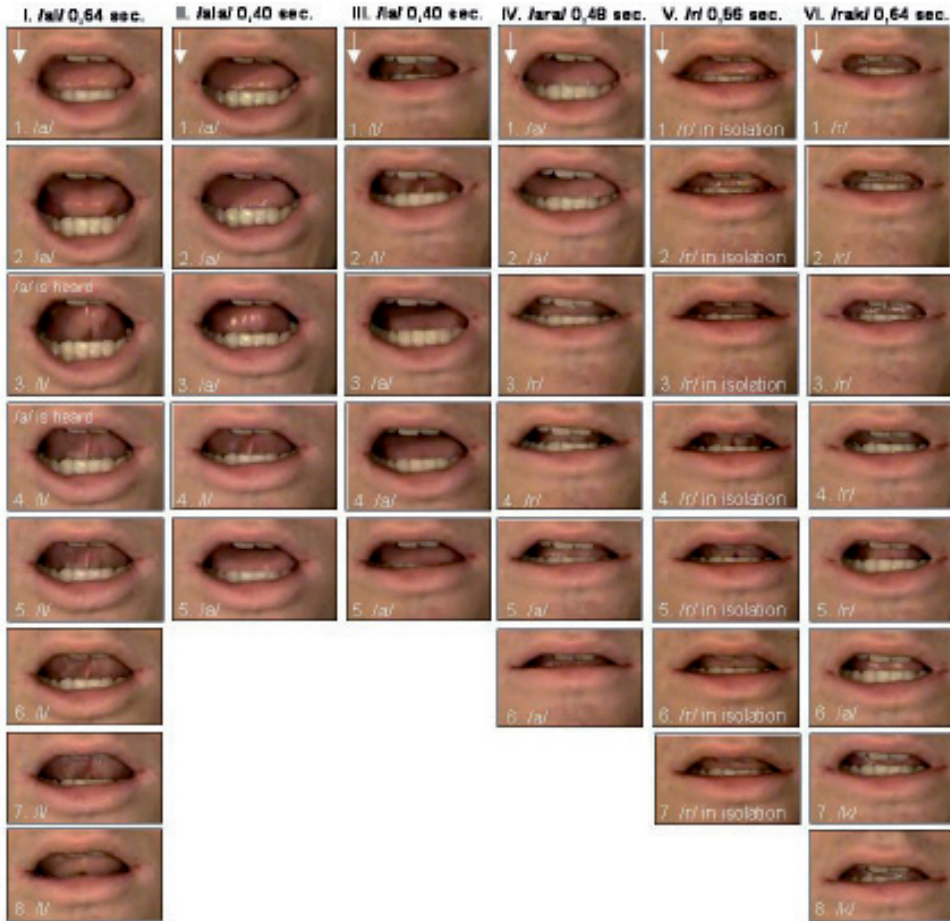 I. /al/ 0,64 sec.
1. /a/
2. /a/
/a/ is heard
3. /l/
/a/ is heard
4. /l/
5. /l/
6. /l/
7. /l/
8. /l/
II. /ala/ 0,40 sec.
1. /a/
2. /a/
3. /a/
4. /l/
5. /a/
III. /la/ 0,40 sec.
1. /l/
2. /l/
3. /a/
4. /a/
5. /a/
IV. /ara/ 0,48 sec.
1. /a/
2. /a/
3. /r/
4. /r/
5. /a/
6. /a/
V. /r/ 0,56 sec.
1. /r/ in isolation
2. /r/ in isolation
3. /r/ in isolation
4. /r/ in isolation
5. /r/ in isolation
6. /r/ in isolation
7. /r/ in isolation
VI. /rak/ 0,64 sec.
1. /r/
2. /r/
3. /r/
4. /r/
5. /r/
6. /a/
7. /k/
8. /k/